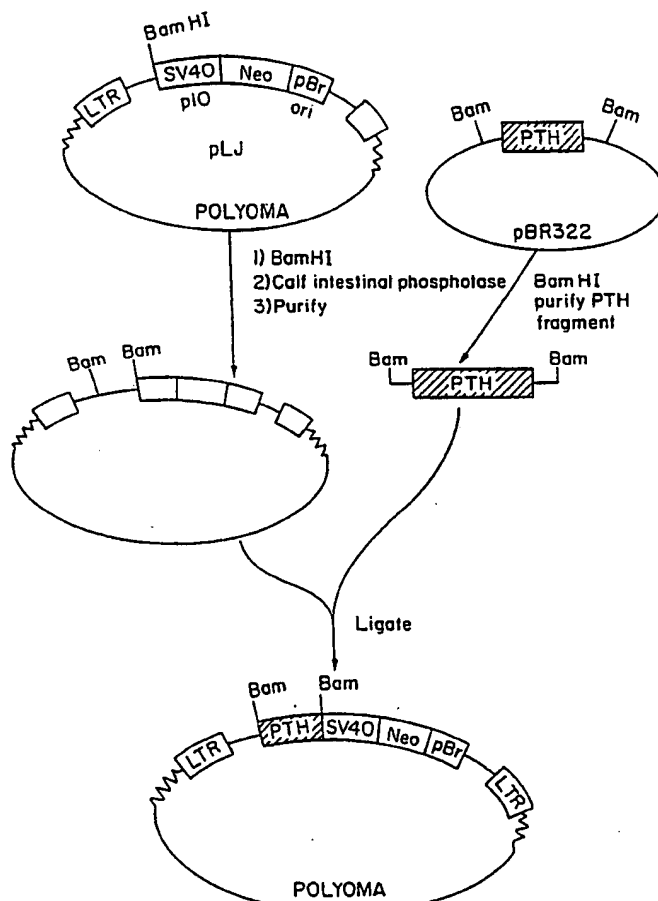 Bam HI
LTR
SV40
Neo
pBr
pIO
ori
pLJ
POLYOMA
Bam
PTH
Bam
pBR322
1) BamHI
2) Calf intestinal phosphotase
3) Purify
Bam HI
purify PTH
fragment
Bam
Bam
Bam
PTH
Bam
Ligate
Bam
Bam
LTR
PTH
SV40
Neo
pBr
LTR
POLYOMA